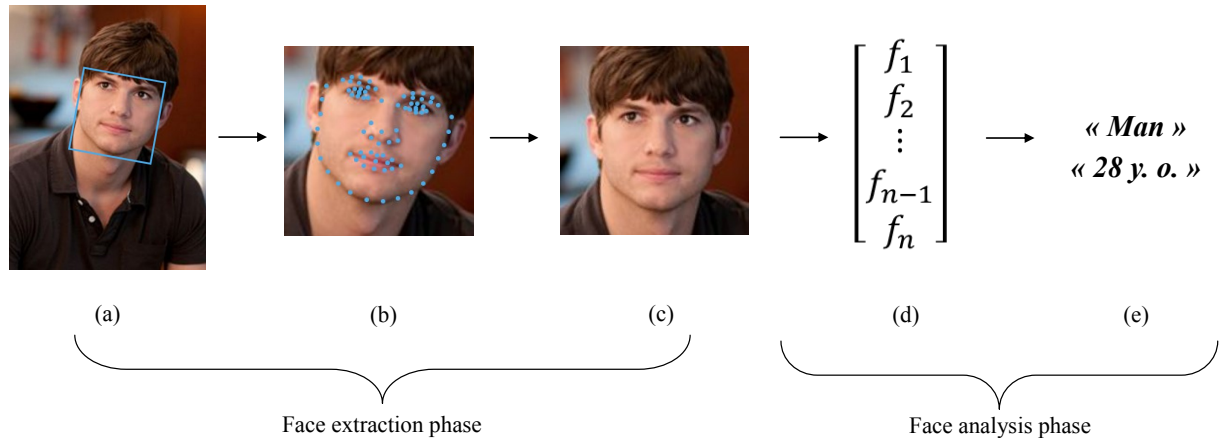 f₁
f₂
⋮
fₙ₋₁
fₙ
« Man »
« 28 y. o. »
(a) (b) (c) (d) (e)
Face extraction phase Face analysis phase